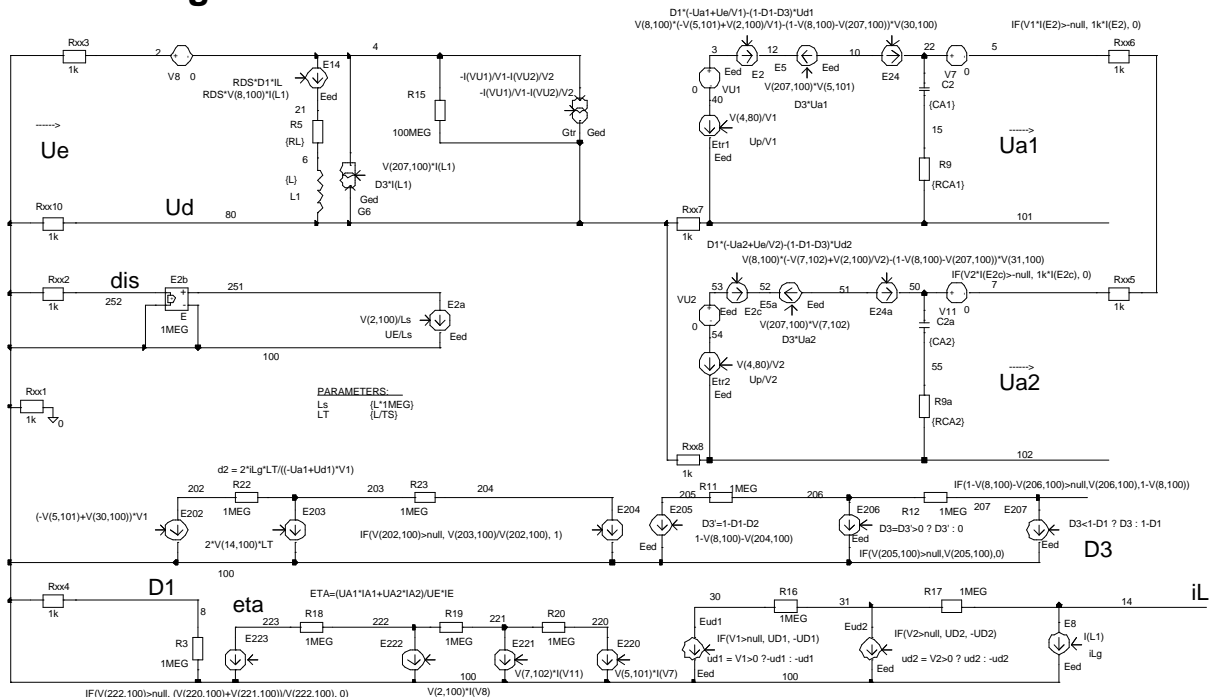 D1*(-Ua1+Ue/V1)-(1-D1-D3)*Ud1
V(8,100)*(-V(5,101)+V(2,100)/V1)-(1-V(8,100)-V(207,100))*V(30,100)
IF(V1*I(E2)>-null, 1k*I(E2), 0)
Rxx3
1k
2
V8
0
4
E14
RDS*D1*IL
RDS*V(8,100)*I(L1)
Eed
21
R5
{RL}
6
{L}
L1
R15
100MEG
-I(VU1)/V1-I(VU2)/V2
-I(VU1)/V1-I(VU2)/V2
Gtr
Ged
V(207,100)*I(L1)
D3*I(L1)
Ged
G6
3
12
10
22
5
Eed
E2
E5
Eed
E24
V7
0
Rxx6
1k
VU1
0
40
V(207,100)*V(5,101)
D3*Ua1
V(4,80)/V1
Up/V1
Etr1
Eed
C2
{CA1}
15
R9
{RCA1}
------>
Ue
------>
Ua1
Rxx10
1k
Ud
80
Rxx7
1k
101
D1*(-Ua2+Ue/V2)-(1-D1-D3)*Ud2
V(8,100)*(-V(7,102)+V(2,100)/V2)-(1-V(8,100)-V(207,100))*V(31,100)
IF(V2*I(E2c)>-null, 1k*I(E2c), 0)
Rxx2
1k
dis
252
E2b
E
1MEG
251
V(2,100)/Ls
UE/Ls
E2a
Eed
100
53
52
51
50
7
VU2
0
Eed
E2c
E5a
Eed
E24a
V11
0
Rxx5
1k
V(207,100)*V(7,102)
D3*Ua2
54
V(4,80)/V2
Up/V2
Etr2
Eed
C2a
{CA2}
55
R9a
{RCA2}
------>
Ua2
Rxx1
1k
0
PARAMETERS:
Ls {L*1MEG}
LT {L/TS}
Rxx8
1k
102
d2 = 2*iLg*LT/((-Ua1+Ud1)*V1)
202
R22
1MEG
203
R23
1MEG
204
(-V(5,101)+V(30,100))*V1
E202
E203
2*V(14,100)*LT
IF(V(202,100)>null, V(203,100)/V(202,100), 1)
E204
100
205
R11
1MEG
206
IF(1-V(8,100)-V(206,100)>null,V(206,100),1-V(8,100))
R12
1MEG
207
E205
Eed
D3'=1-D1-D2
1-V(8,100)-V(204,100)
E206
Eed
D3=D3'>0 ? D3' : 0
IF(V(205,100)>null,V(205,100),0)
E207
Eed
D3<1-D1 ? D3 : 1-D1
D3
Rxx4
1k
D1
8
R3
1MEG
eta
ETA=(UA1*IA1+UA2*IA2)/UE*IE
223
R18
1MEG
222
R19
1MEG
221
R20
1MEG
220
E223
E222
E221
E220
V(7,102)*I(V11)
V(5,101)*I(V7)
100
IF(V(222,100)>null, (V(220,100)+V(221,100))/V(222,100), 0)
V(2,100)*I(V8)
30
R16
1MEG
31
R17
1MEG
14
iL
Eud1
IF(V1>null, UD1, -UD1)
ud1 = V1>0 ?-ud1 : -ud1
Eed
Eud2
IF(V2>null, UD2, -UD2)
ud2 = V2>0 ? ud2 : -ud2
Eed
E8
I(L1)
iLg
Eed
100